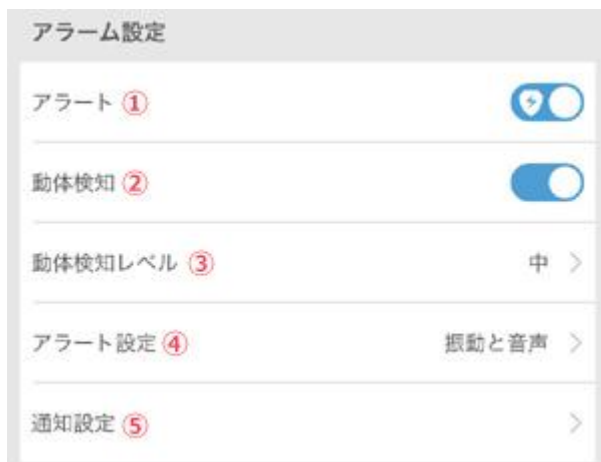 アラーム設定
アラート ①
動体検知 ②
動体検知レベル ③ 中 >
アラート設定 ④ 振動と音声 >
通知設定 ⑤ >